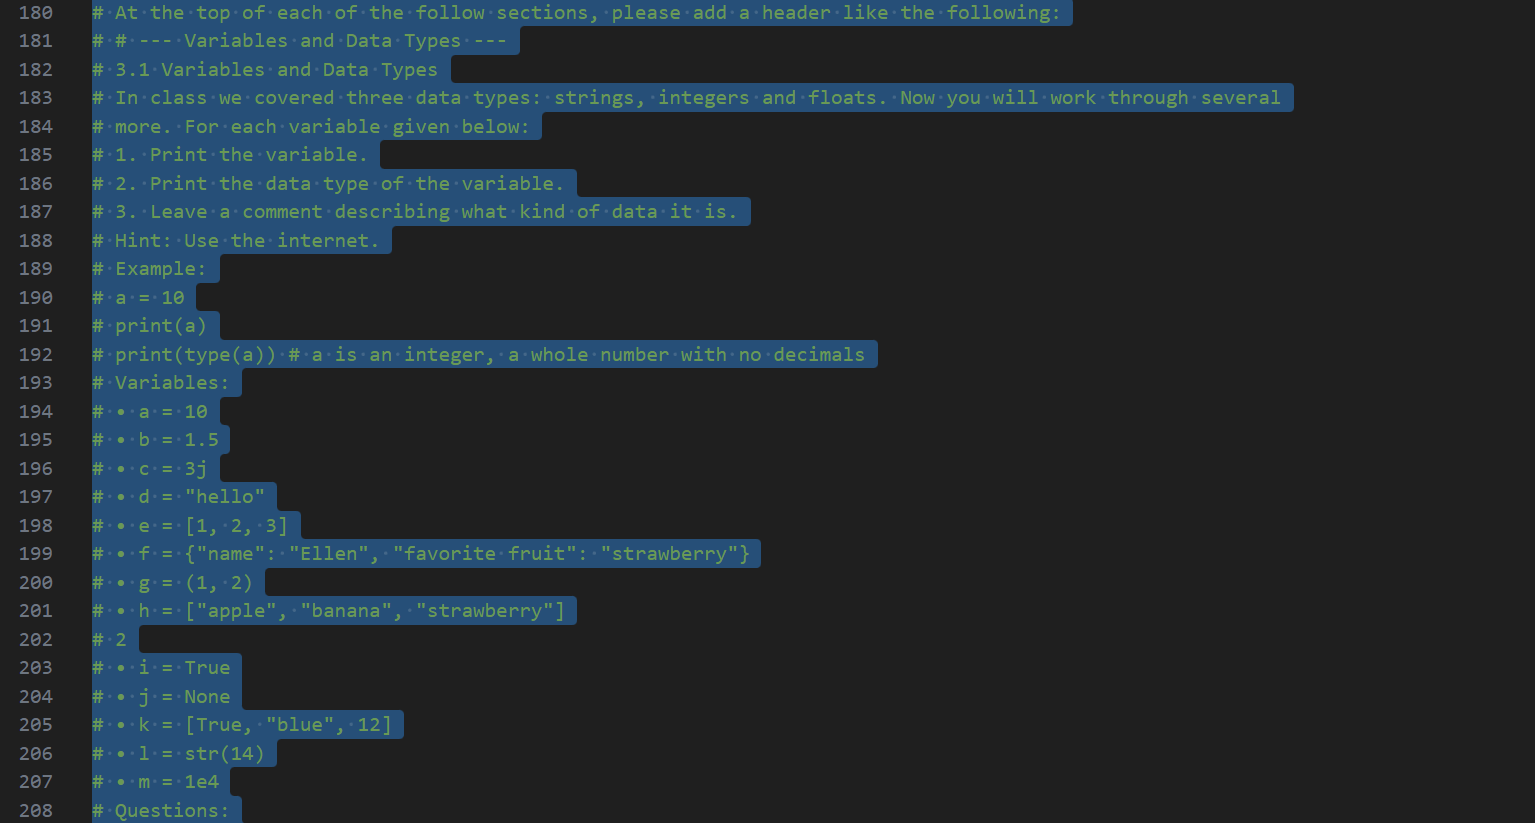 180 # At the top of each of the follow sections, please add a header like the following:
181 # # --- Variables and Data Types ---
182 # 3.1 Variables and Data Types
183 # In class we covered three data types: strings, integers and floats. Now you will work through several
184 # more. For each variable given below:
185 # 1. Print the variable.
186 # 2. Print the data type of the variable.
187 # 3. Leave a comment describing what kind of data it is.
188 # Hint: Use the internet.
189 # Example:
190 # a = 10
191 # print(a)
192 # print(type(a)) # a is an integer, a whole number with no decimals
193 # Variables:
194 # • a = 10
195 # • b = 1.5
196 # • c = 3j
197 # • d = "hello"
198 # • e = [1, 2, 3]
199 # • f = {"name": "Ellen", "favorite fruit": "strawberry"}
200 # • g = (1, 2)
201 # • h = ["apple", "banana", "strawberry"]
202 # 2
203 # • i = True
204 # • j = None
205 # • k = [True, "blue", 12]
206 # • l = str(14)
207 # • m = 1e4
208 # Questions: